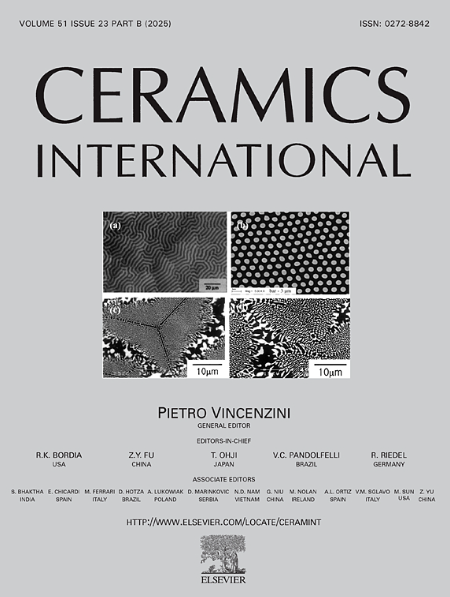 VOLUME 51 ISSUE 23 PART B (2025) ISSN: 0272-8842
CERAMICS
INTERNATIONAL
(a) (b)
20 μm
(c)
10μm 10μm
PIETRO VINCENZINI
GENERAL EDITOR
EDITORS-IN-CHIEF
R.K. BORDIA Z.Y. FU T. OHJI V.C. PANDOLFELLI R. RIEDEL
USA CHINA JAPAN BRAZIL GERMANY
ASSOCIATE EDITORS
B. BHAKTHA E. CHICARDI M. FERRARI D. HOTZA A. LUKOWIAK D. MARINKOVIC N.D. NAM G. NIU M. NOLAN A.L. ORTIZ V.M. SGLAVO M. SUN Z. YU
INDIA SPAIN ITALY BRAZIL POLAND SERBIA VIETNAM CHINA IRELAND SPAIN ITALY USA CHINA
HTTP://WWW.ELSEVIER.COM/LOCATE/CERAMINT
ELSEVIER